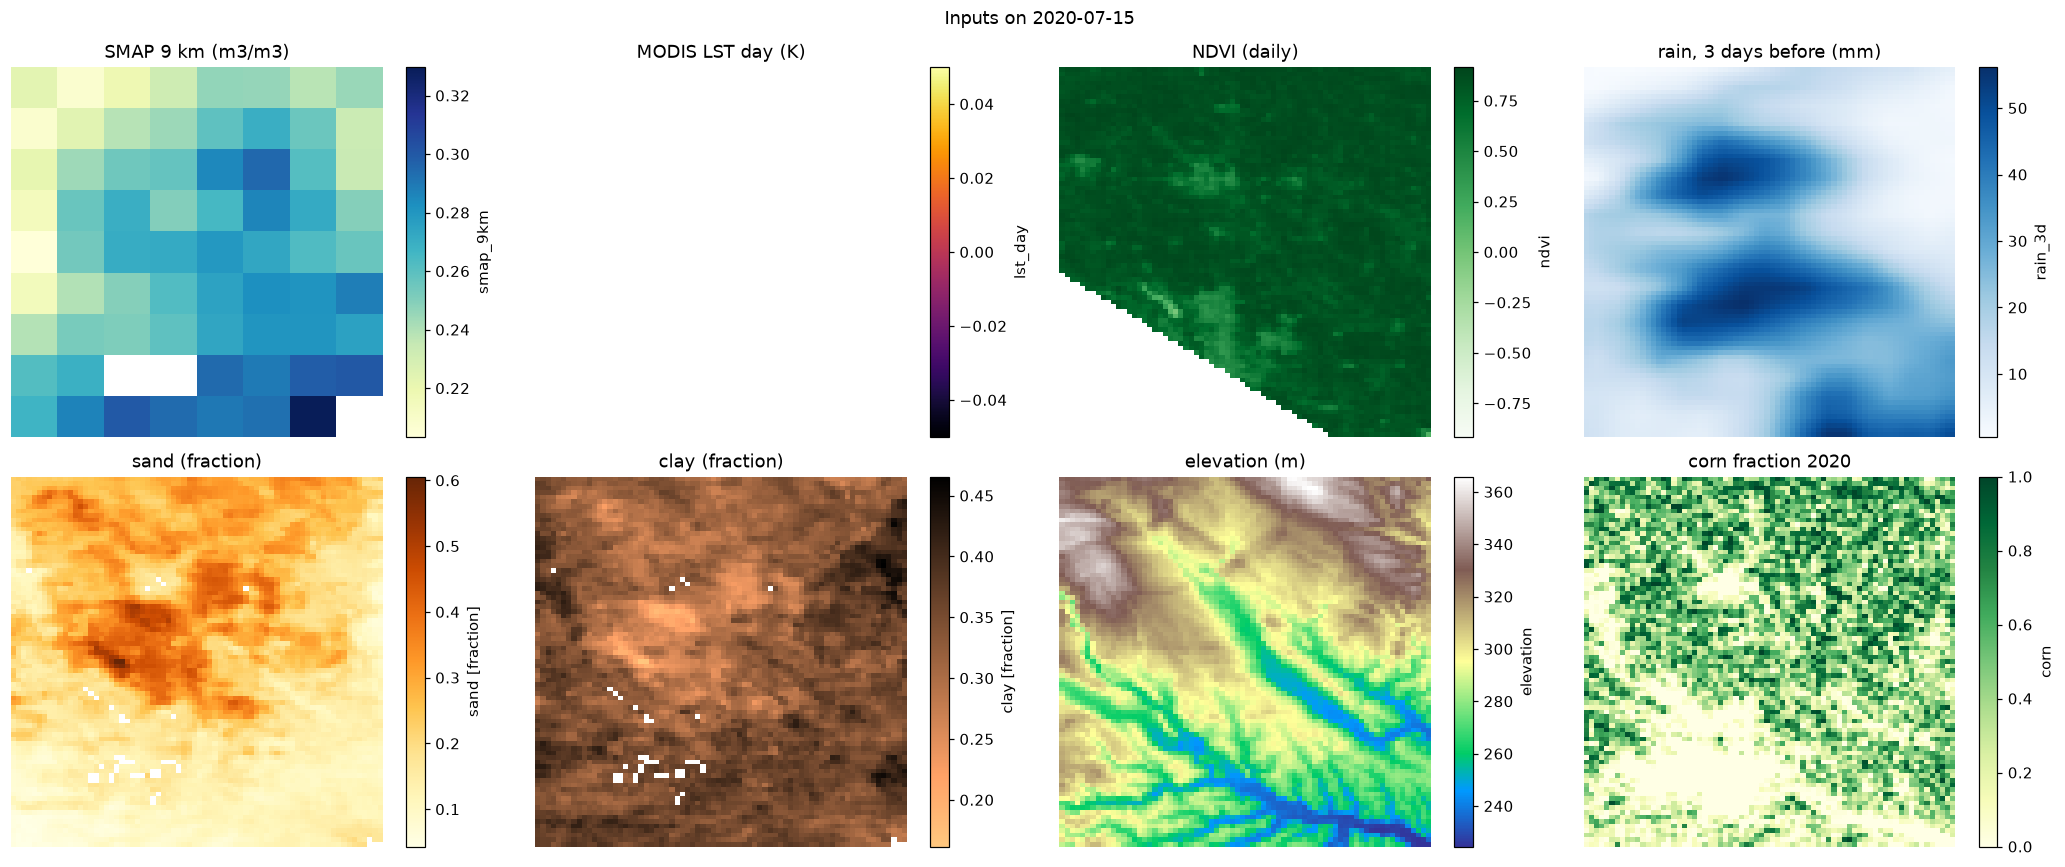 Inputs on 2020-07-15
SMAP 9 km (m3/m3)
0.32
0.30
0.28
0.26
0.24
0.22
smap_9km
MODIS LST day (K)
0.04
0.02
0.00
−0.02
−0.04
lst_day
NDVI (daily)
0.75
0.50
0.25
0.00
−0.25
−0.50
−0.75
ndvi
rain, 3 days before (mm)
50
40
30
20
10
rain_3d
sand (fraction)
0.6
0.5
0.4
0.3
0.2
0.1
sand [fraction]
clay (fraction)
0.45
0.40
0.35
0.30
0.25
0.20
clay [fraction]
elevation (m)
360
340
320
300
280
260
240
elevation
corn fraction 2020
1.0
0.8
0.6
0.4
0.2
0.0
corn